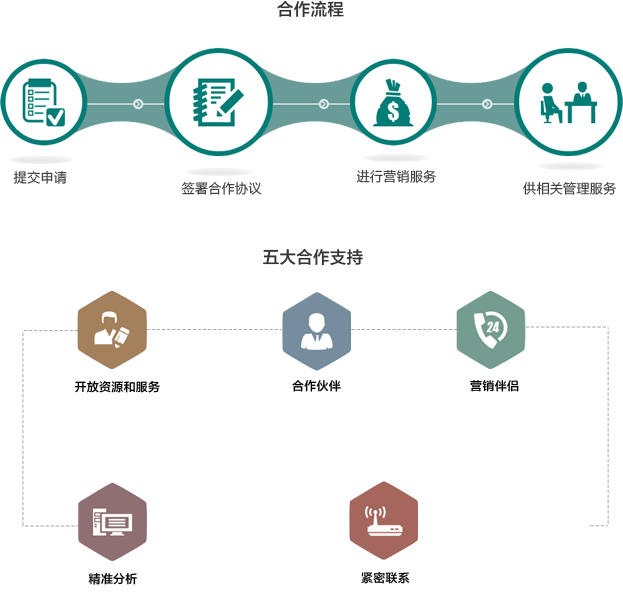 合作流程
提交申请
签署合作协议
进行营销服务
供相关管理服务
五大合作支持
24
开放资源和服务
合作伙伴
营销伴侣
精准分析
紧密联系